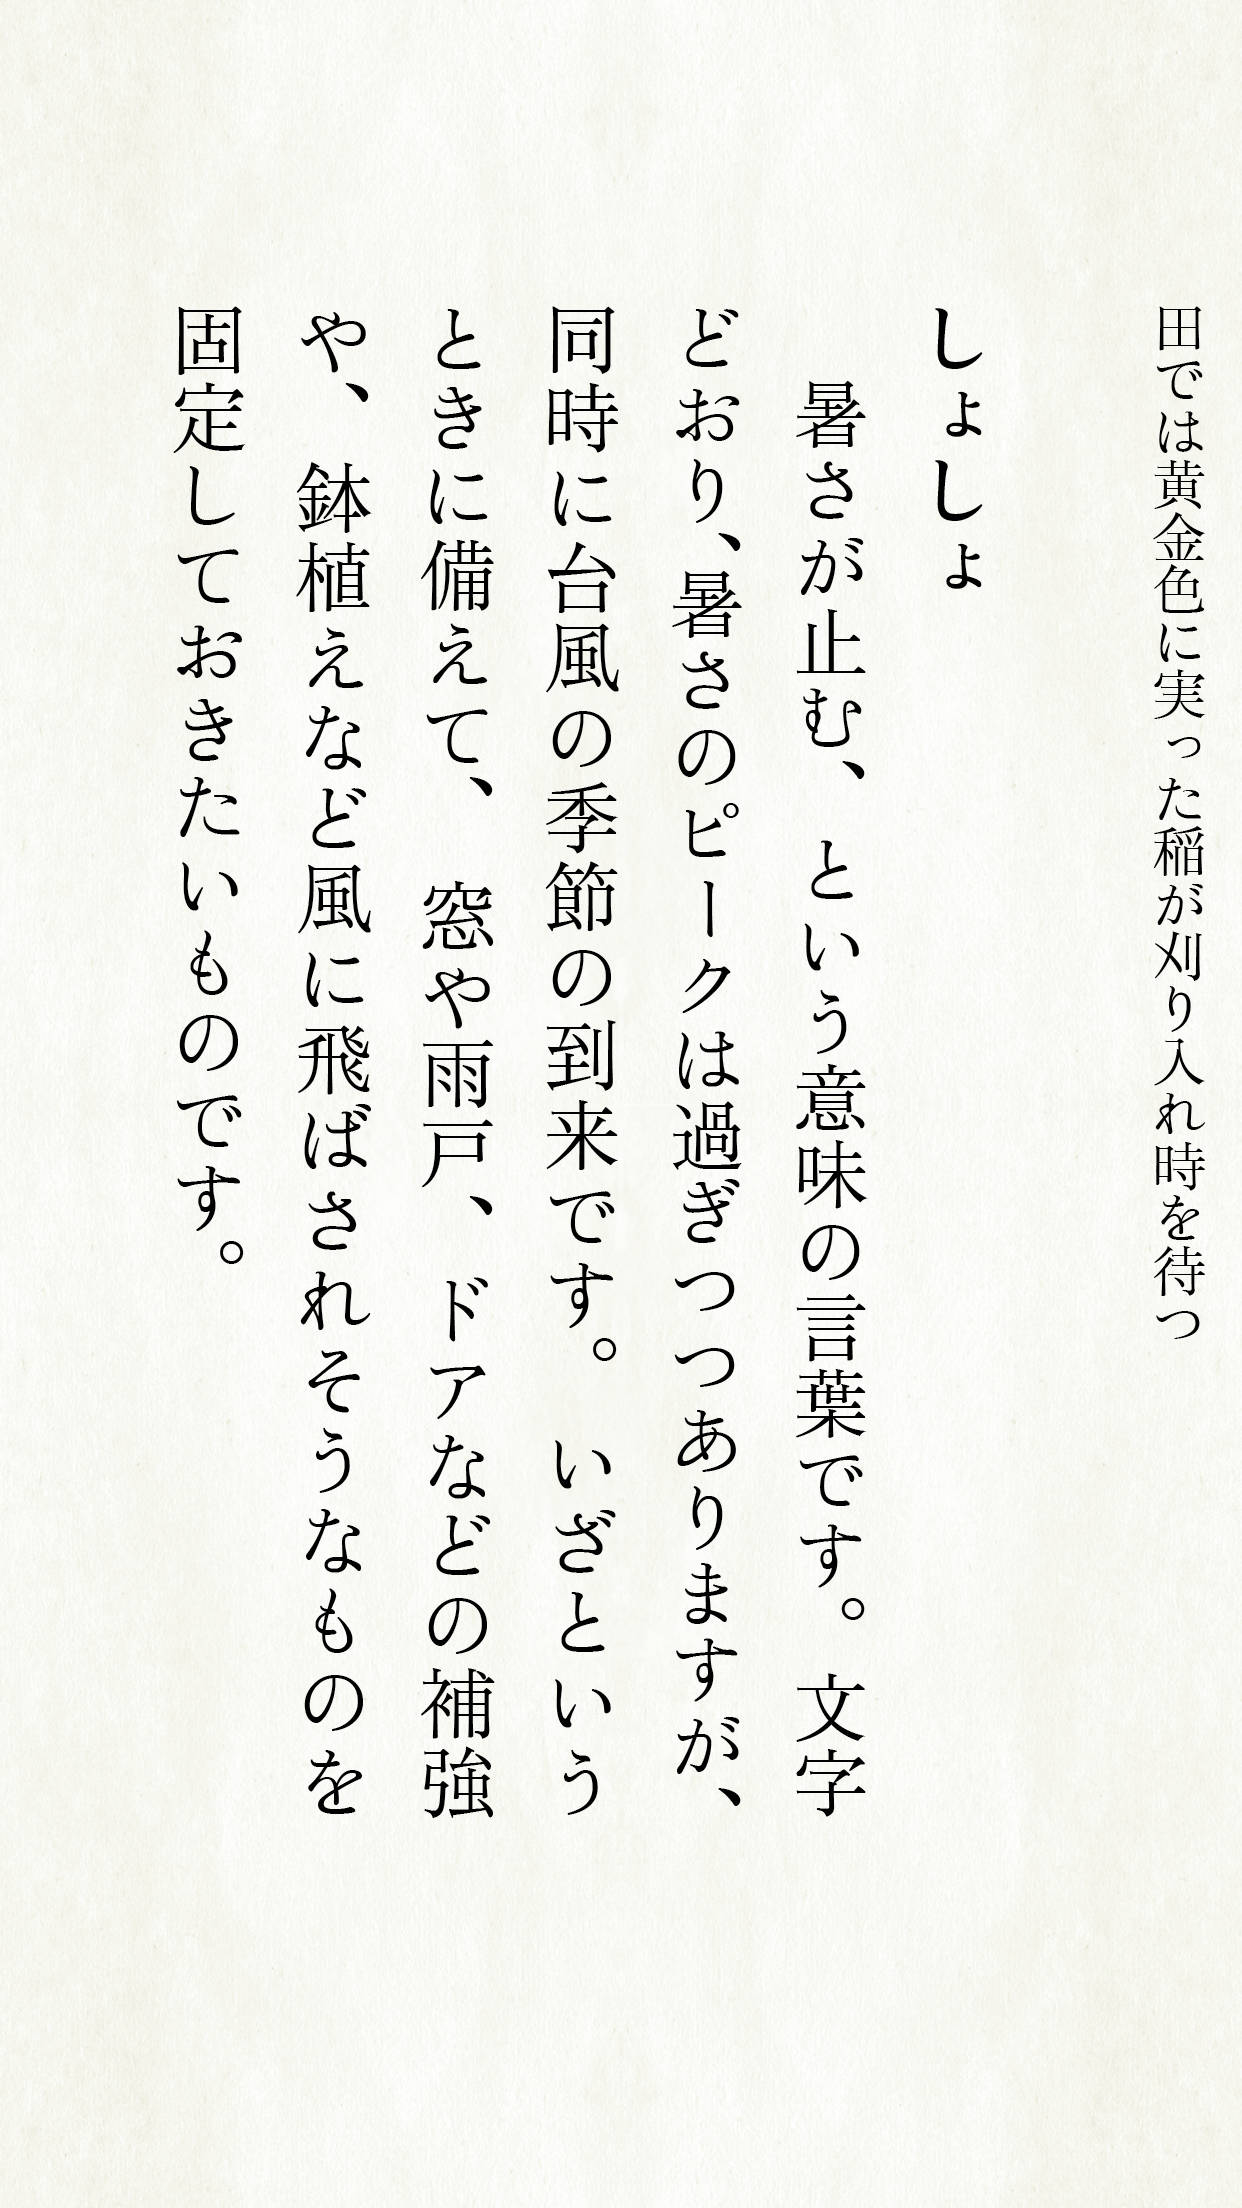 田では黄金色に実った稲が刈り入れ時を待つ
しょしょ
暑さが止む、という意味の言葉です。文字
どおり、暑さのピークは過ぎつつありますが、
同時に台風の季節の到来です。いざという
ときに備えて、窓や雨戸、ドアなどの補強
や、鉢植えなど風に飛ばされそうなものを
固定しておきたいものです。